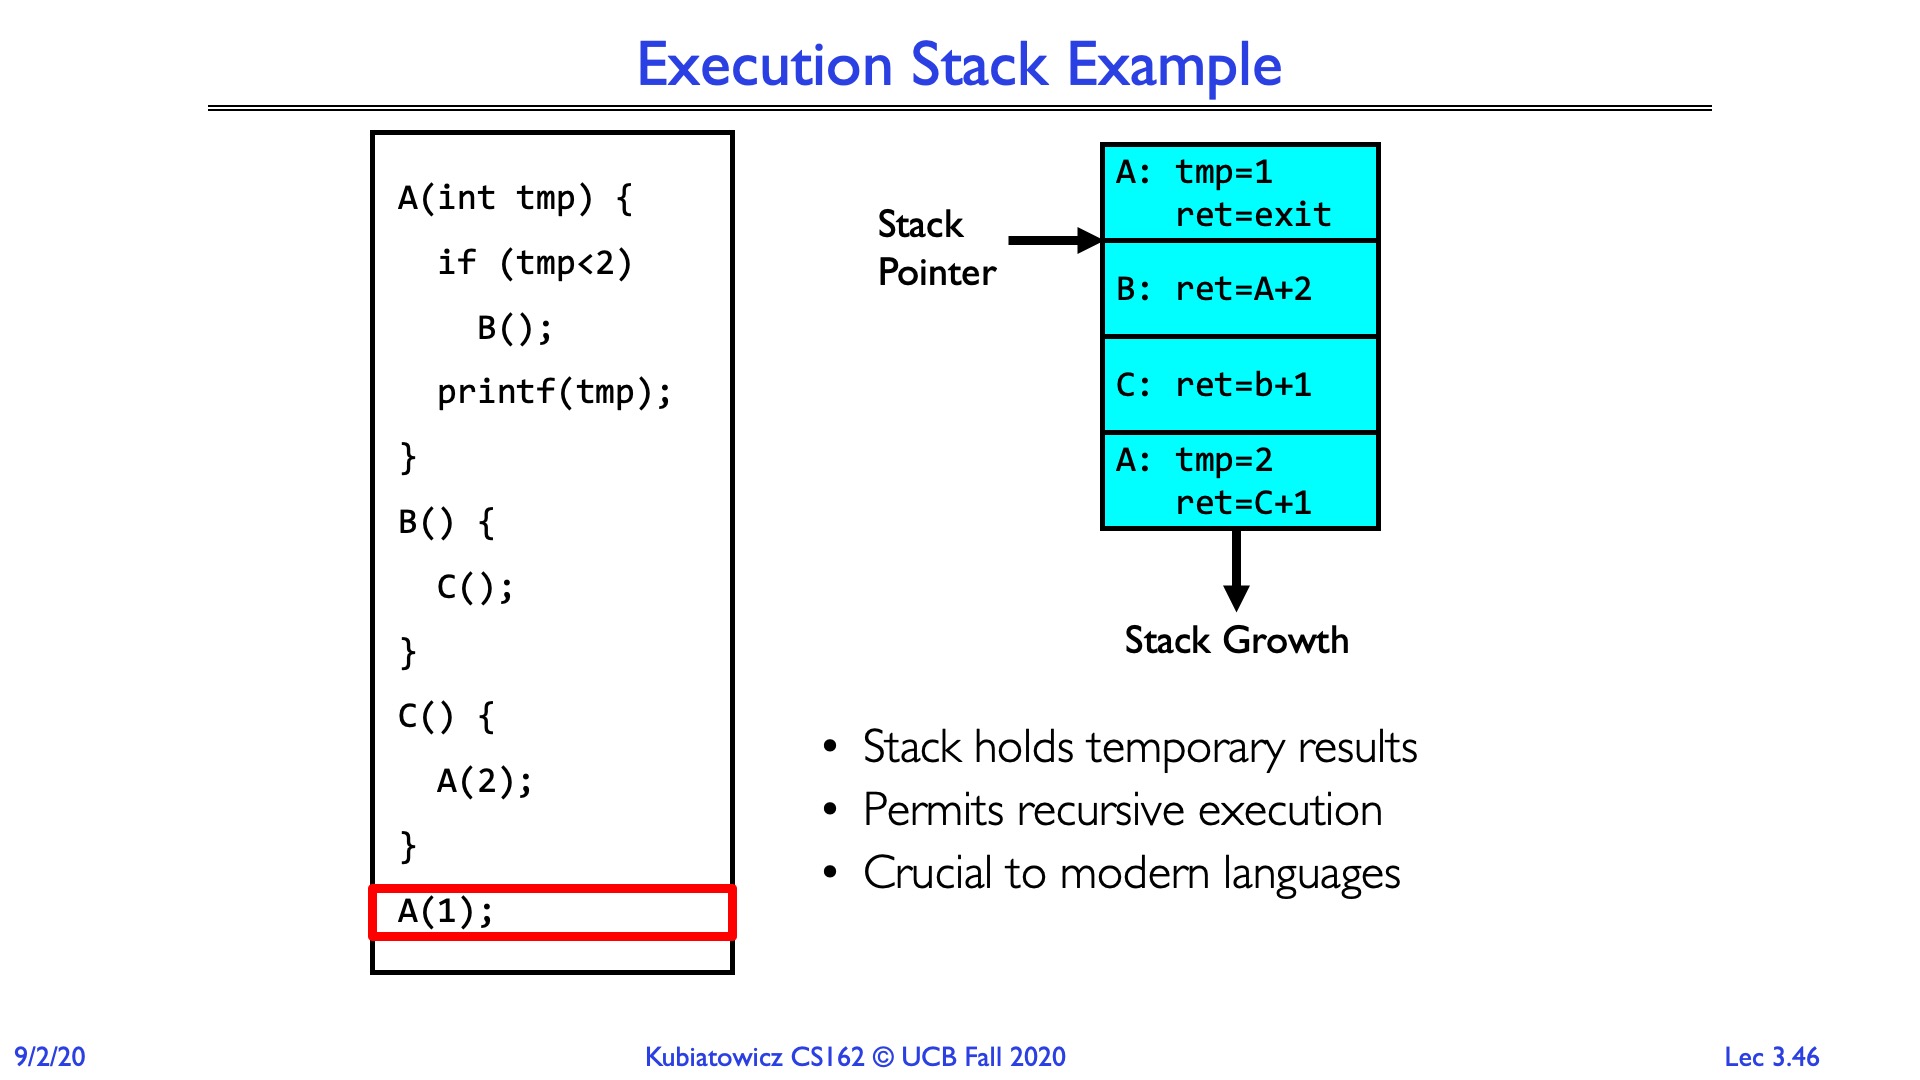 Execution Stack Example
A(int tmp) {
if (tmp<2)
B();
printf(tmp);
}
B() {
C();
}
C() {
A(2);
}
A(1);
Stack
Pointer
A: tmp=1
ret=exit
B: ret=A+2
C: ret=b+1
A: tmp=2
ret=C+1
Stack Growth
• Stack holds temporary results
• Permits recursive execution
• Crucial to modern languages
9/2/20
Kubiatowicz CS162 © UCB Fall 2020
Lec 3.46